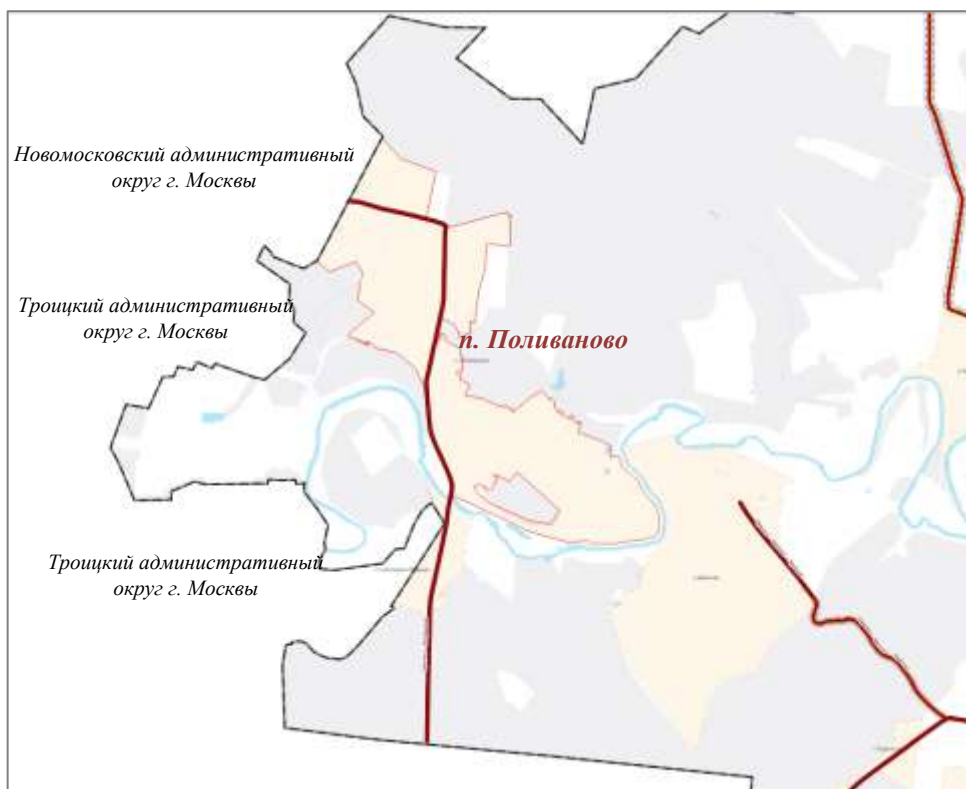 Новомосковский административный
округ г. Москвы
Троицкий административный
округ г. Москвы
п. Поливаново
Троицкий административный
округ г. Москвы